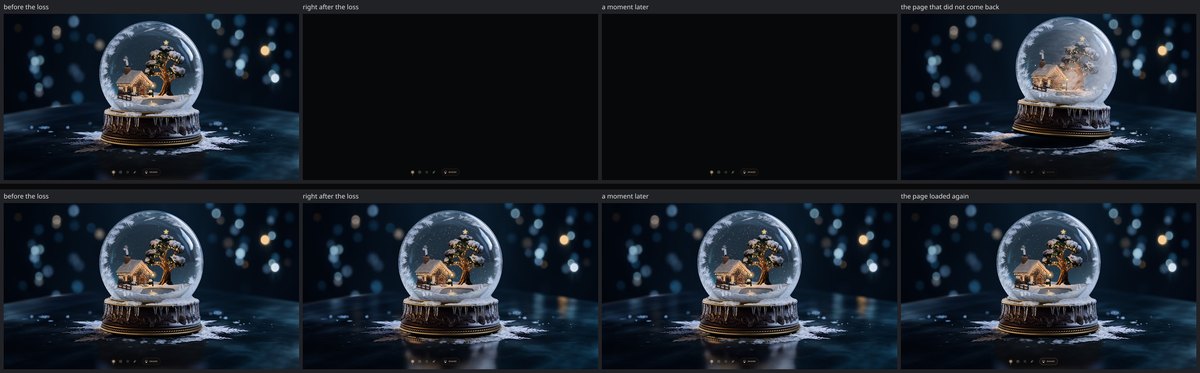 before the loss
right after the loss
a moment later
the page that did not come back
before the loss
right after the loss
a moment later
the page loaded again